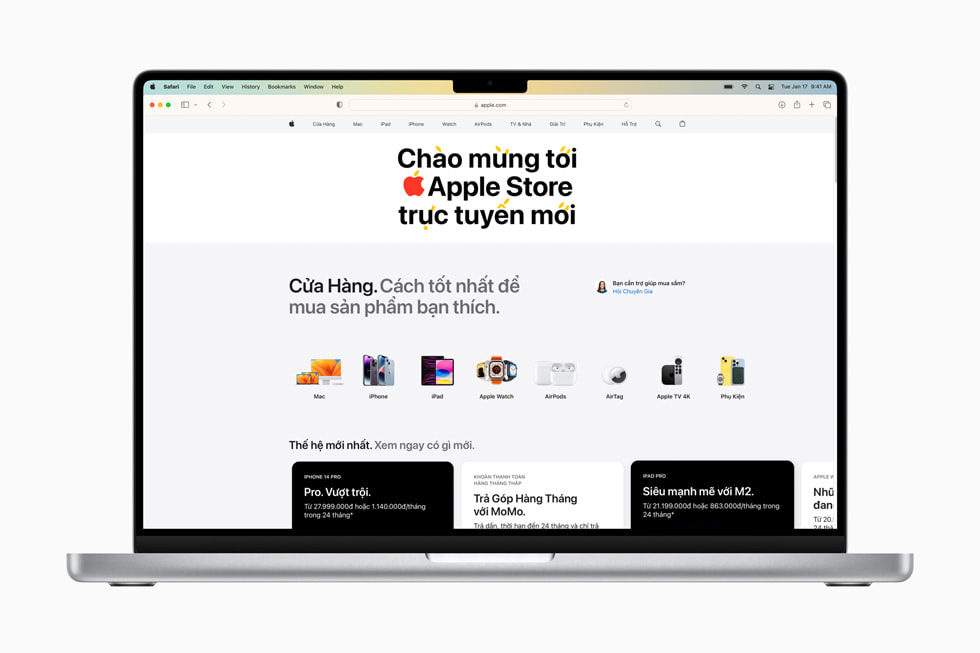 Safari File Edit View History Bookmarks Window Help Tue Jan 17 9:41 AM
apple.com
Cửa Hàng Mac iPad iPhone Watch AirPods TV & Nhà Giải Trí Phụ Kiện Hỗ Trợ
Chào mừng tới
Apple Store
trực tuyến mới
Cửa Hàng. Cách tốt nhất để
mua sản phẩm bạn thích.
Bạn cần trợ giúp mua sắm?
Hỏi Chuyên Gia
Mac iPhone iPad Apple Watch AirPods AirTag Apple TV 4K Phụ Kiện
Thế hệ mới nhất. Xem ngay có gì mới.
IPHONE 14 PRO
Pro. Vượt trội.
Từ 27.999.000đ hoặc 1.140.000đ/tháng
trong 24 tháng*
KHOẢN THANH TOÁN
HÀNG THÁNG THẤP
Trả Góp Hàng Tháng
với MoMo.
Trả dần, thời hạn đến 24 tháng và chỉ trả
IPAD PRO
Siêu mạnh mẽ với M2.
Từ 21.199.000đ hoặc 863.000đ/tháng trong
24 tháng*
APPLE
Từ 20.